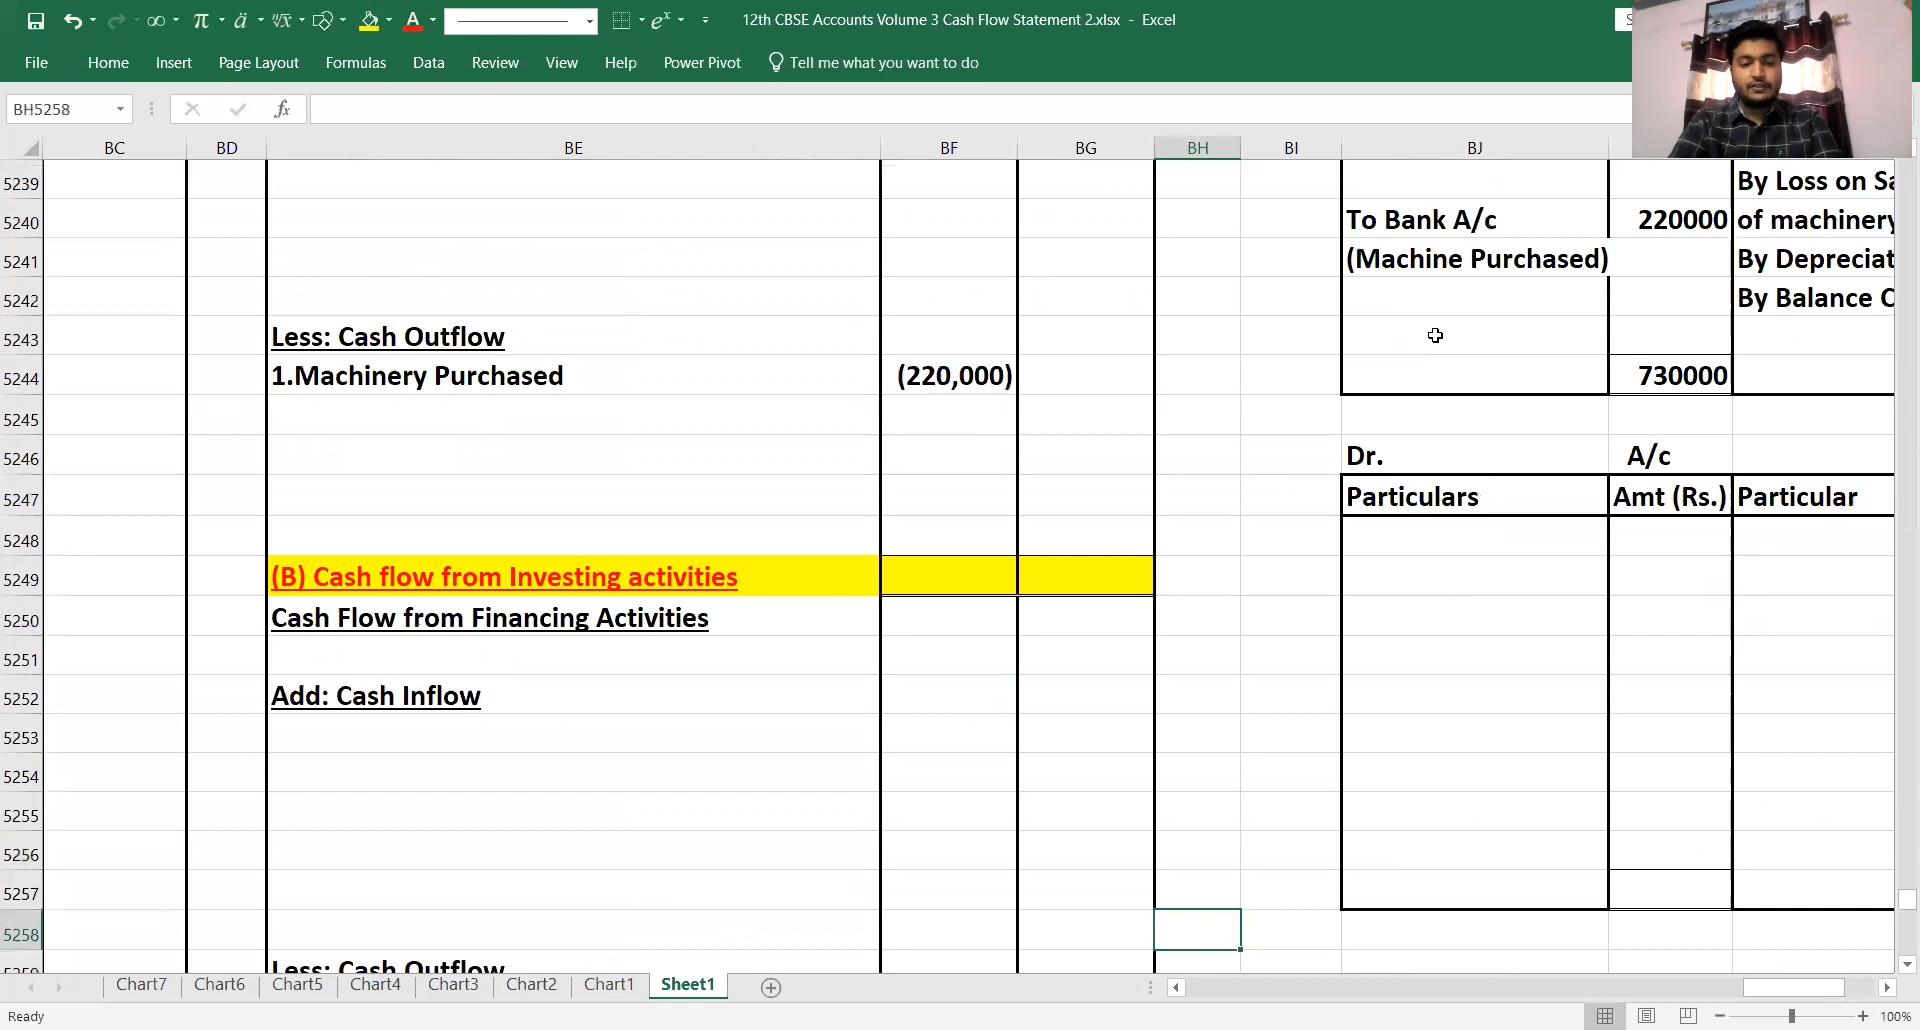 12th CBSE Accounts Volume 3 Cash Flow Statement 2.xlsx - Excel
File Home Insert Page Layout Formulas Data Review View Help Power Pivot Tell me what you want to do
BH5258
BC BD BE BF BG BH BI BJ
5239 By Loss on Sa
5240 To Bank A/c 220000 of machinery
5241 (Machine Purchased) By Depreciat
5242 By Balance C
5243 Less: Cash Outflow
5244 1.Machinery Purchased (220,000) 730000
5245
5246 Dr. A/c
5247 Particulars Amt (Rs.) Particular
5248
5249 (B) Cash flow from Investing activities
5250 Cash Flow from Financing Activities
5251
5252 Add: Cash Inflow
5253
5254
5255
5256
5257
5258
5259 Less: Cash Outflow
Chart7 Chart6 Chart5 Chart4 Chart3 Chart2 Chart1 Sheet1
Ready 100%